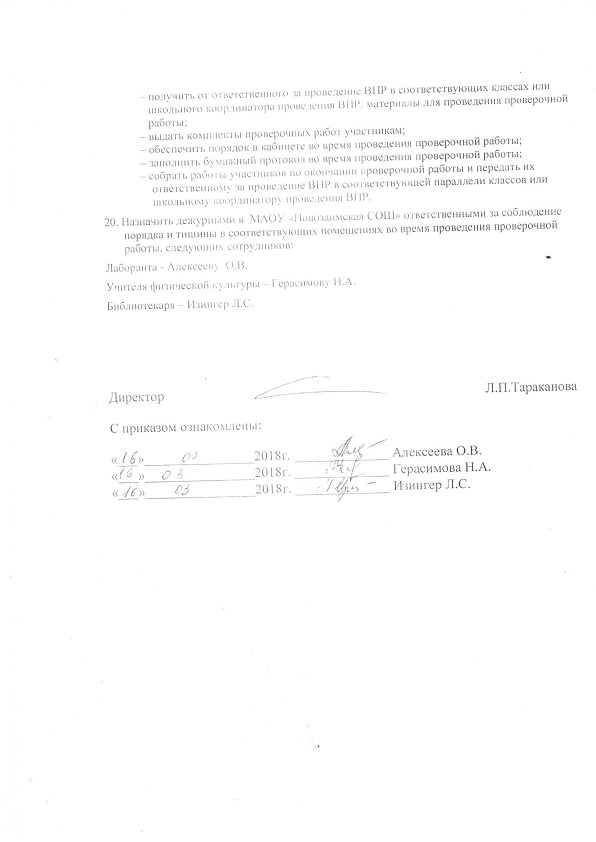 – получить от ответственного за проведение ВПР в соответствующих классах или
школьного координатора проведения ВПР, материалы для проведения проверочной
работы;
– выдать комплекты проверочных работ участникам;
– обеспечить порядок в кабинете во время проведения проверочной работы;
– заполнить бумажный протокол во время проведения проверочной работы;
– собрать работы участников по окончании проверочной работы и передать их
ответственному за проведение ВПР в соответствующей параллели классов или
школьному координатору проведения ВПР.
20. Назначить дежурными в МАОУ «Новозаимская СОШ» ответственными за соблюдение
порядка и тишины в соответствующих помещениях во время проведения проверочной
работы, следующих сотрудников:
Лаборанта - Алексееву О.В.
Учителя физической культуры – Герасимову Н.А.
Библиотекаря – Изингер Л.С.
Директор Л.П.Тараканова
С приказом ознакомлены:
«16» 03 2018г. Алексеева О.В.
«16» 03 2018г. Герасимова Н.А.
«16» 03 2018г. Изингер Л.С.